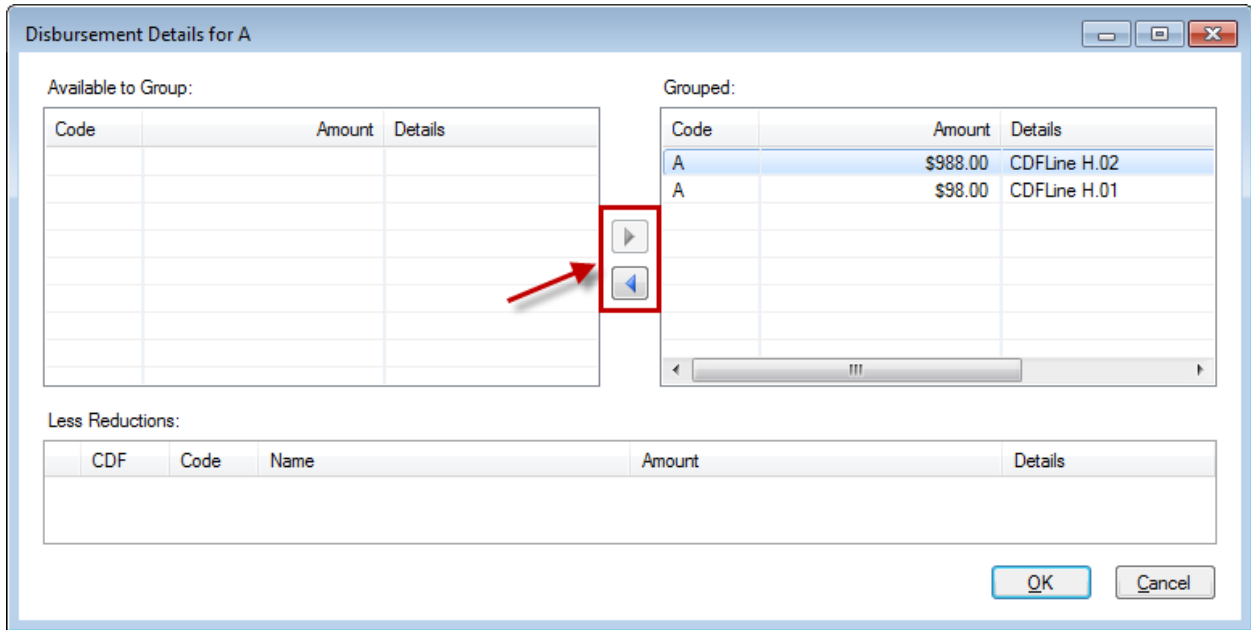 Disbursement Details for A
Available to Group:
Grouped:
Code Amount Details
Code Amount Details
A $988.00 CDFLine H.02
A $98.00 CDFLine H.01
Less Reductions:
CDF Code Name Amount Details
OK Cancel